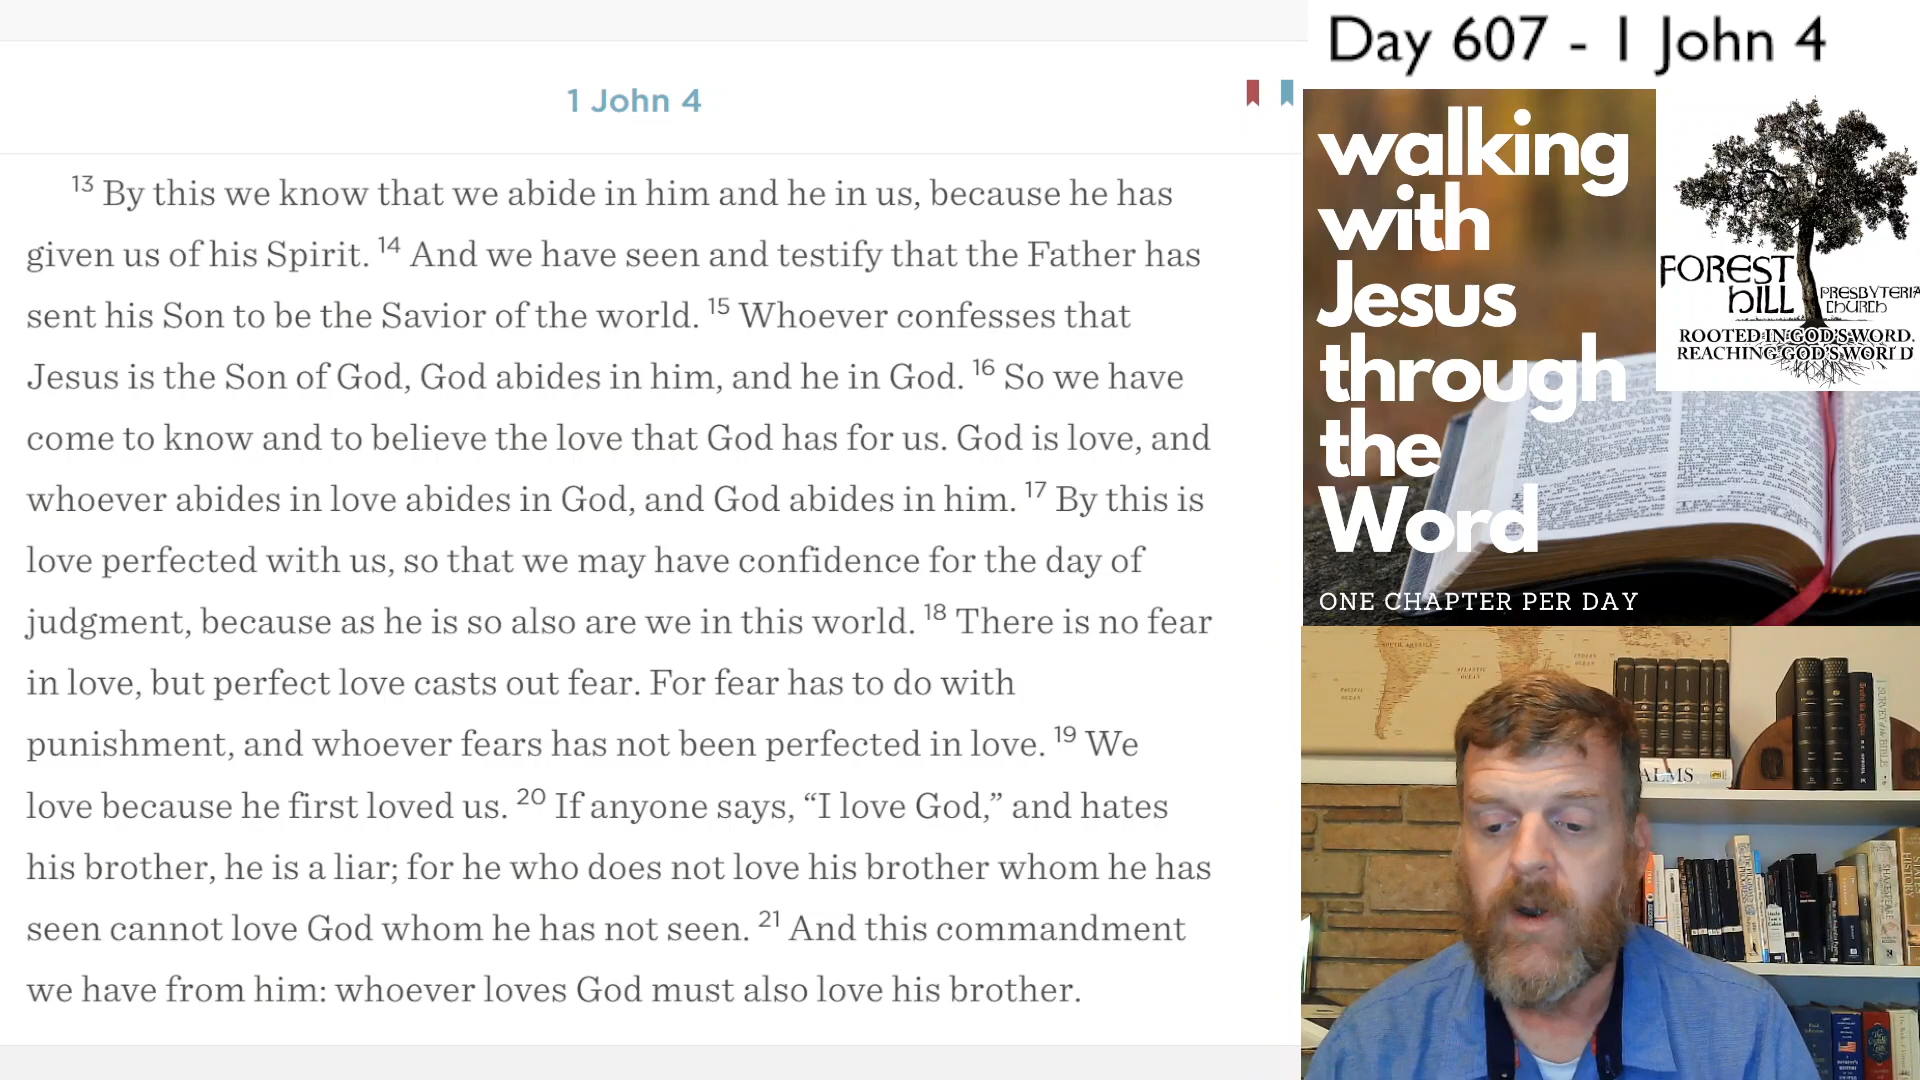 1 John 4
13 By this we know that we abide in him and he in us, because he has
given us of his Spirit. 14 And we have seen and testify that the Father has
sent his Son to be the Savior of the world. 15 Whoever confesses that
Jesus is the Son of God, God abides in him, and he in God. 16 So we have
come to know and to believe the love that God has for us. God is love, and
whoever abides in love abides in God, and God abides in him. 17 By this is
love perfected with us, so that we may have confidence for the day of
judgment, because as he is so also are we in this world. 18 There is no fear
in love, but perfect love casts out fear. For fear has to do with
punishment, and whoever fears has not been perfected in love. 19 We
love because he first loved us. 20 If anyone says, “I love God,” and hates
his brother, he is a liar; for he who does not love his brother whom he has
seen cannot love God whom he has not seen. 21 And this commandment
we have from him: whoever loves God must also love his brother.
Day 607 - 1 John 4
walking
with
Jesus
through
the
Word
ONE CHAPTER PER DAY
FOREST
hILL
PRESBYTERIA
ChURCh
ROOTED IN GOD'S WORD.
REACHING GOD'S WORLD
SOUTH AMERICA
ATLANTIC
OCEAN
PACIFIC
OCEAN
INDIAN
OCEAN
ALMS